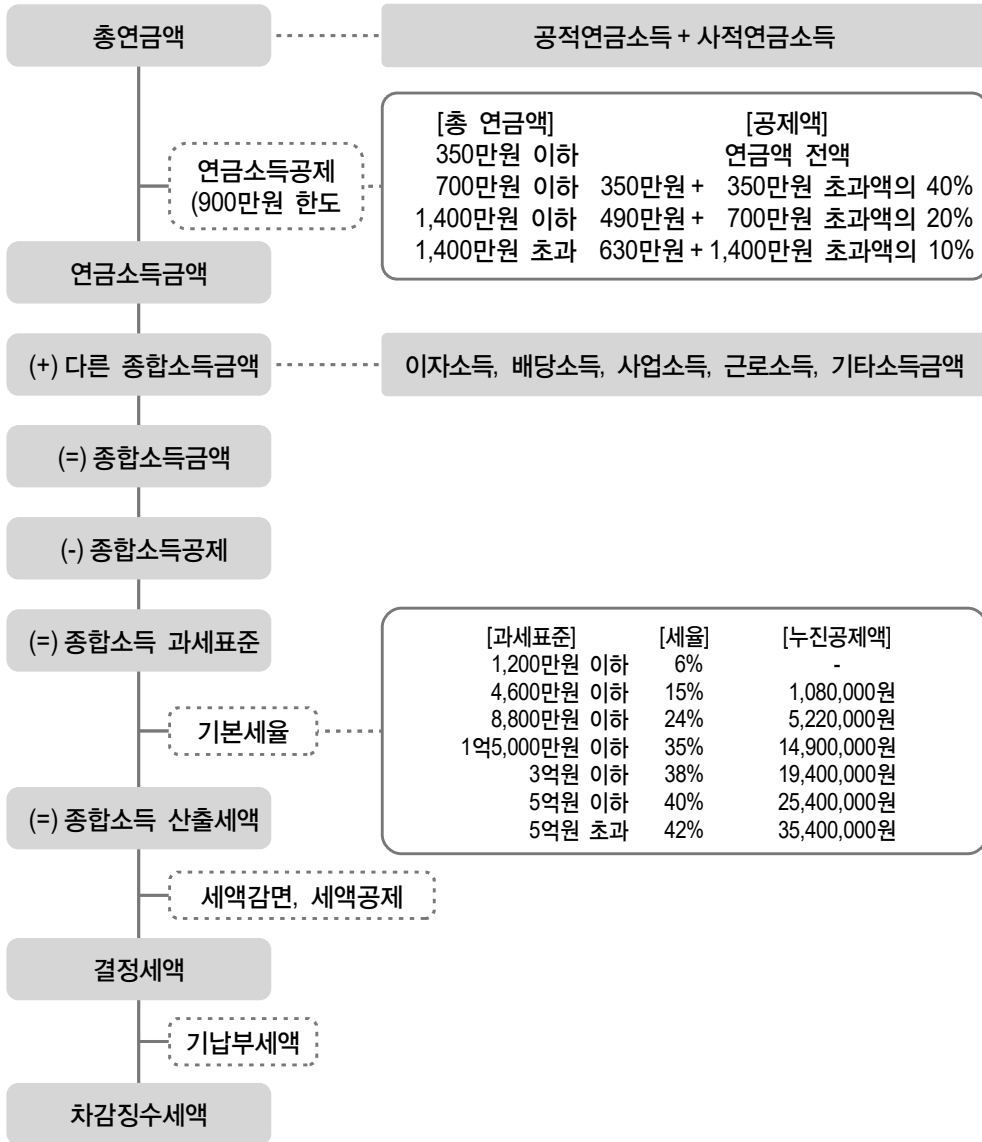 총연금액
공적연금소득 + 사적연금소득
연금소득공제
(900만원 한도
[총 연금액] [공제액]
350만원 이하 연금액 전액
700만원 이하 350만원 + 350만원 초과액의 40%
1,400만원 이하 490만원 + 700만원 초과액의 20%
1,400만원 초과 630만원 + 1,400만원 초과액의 10%
연금소득금액
(+) 다른 종합소득금액
이자소득, 배당소득, 사업소득, 근로소득, 기타소득금액
(=) 종합소득금액
(-) 종합소득공제
(=) 종합소득 과세표준
기본세율
[과세표준] [세율] [누진공제액]
1,200만원 이하 6% -
4,600만원 이하 15% 1,080,000원
8,800만원 이하 24% 5,220,000원
1억5,000만원 이하 35% 14,900,000원
3억원 이하 38% 19,400,000원
5억원 이하 40% 25,400,000원
5억원 초과 42% 35,400,000원
(=) 종합소득 산출세액
세액감면, 세액공제
결정세액
기납부세액
차감징수세액